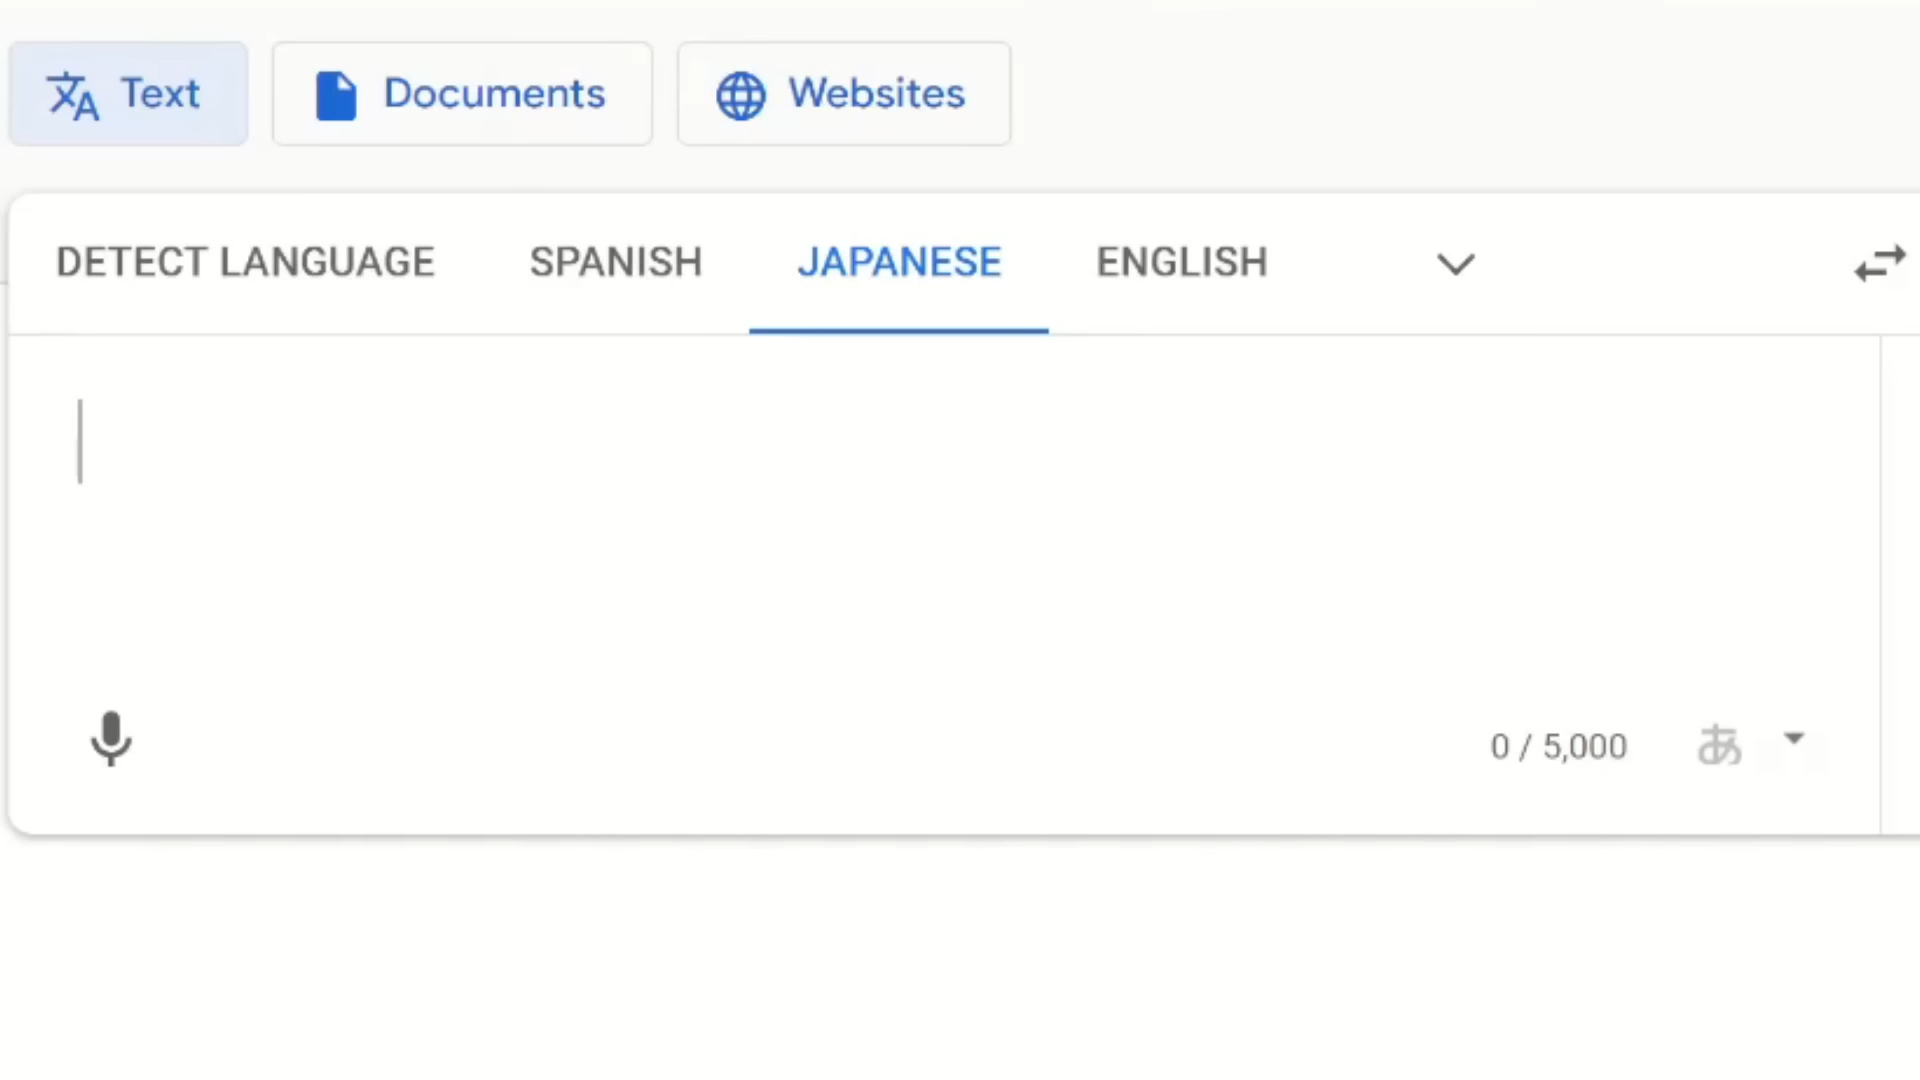 Text Documents Websites
DETECT LANGUAGE SPANISH JAPANESE ENGLISH
0 / 5,000 あ